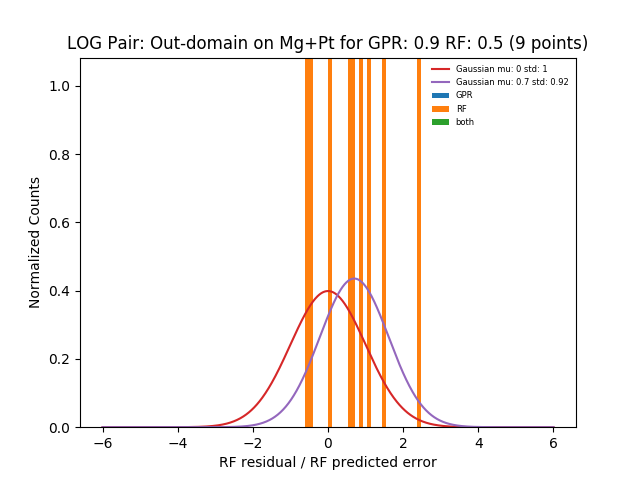 LOG Pair: Out-domain on Mg+Pt for GPR: 0.9 RF: 0.5 (9 points)
Gaussian mu: 0 std: 1
Gaussian mu: 0.7 std: 0.92
GPR
RF
both
Normalized Counts
1.0
0.8
0.6
0.4
0.2
0.0
−6
−4
−2
0
2
4
6
RF residual / RF predicted error